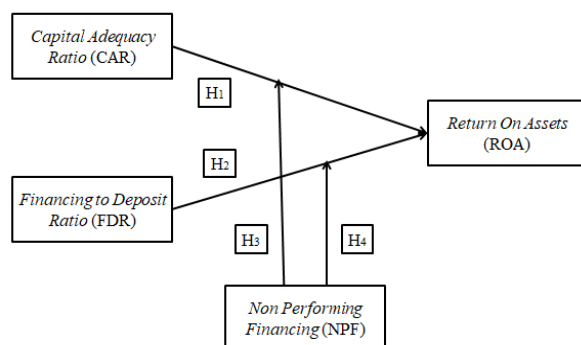 Capital Adequacy
Ratio (CAR)
H1
Return On Assets
(ROA)
H2
Financing to Deposit
Ratio (FDR)
H3
H4
Non Performing
Financing (NPF)